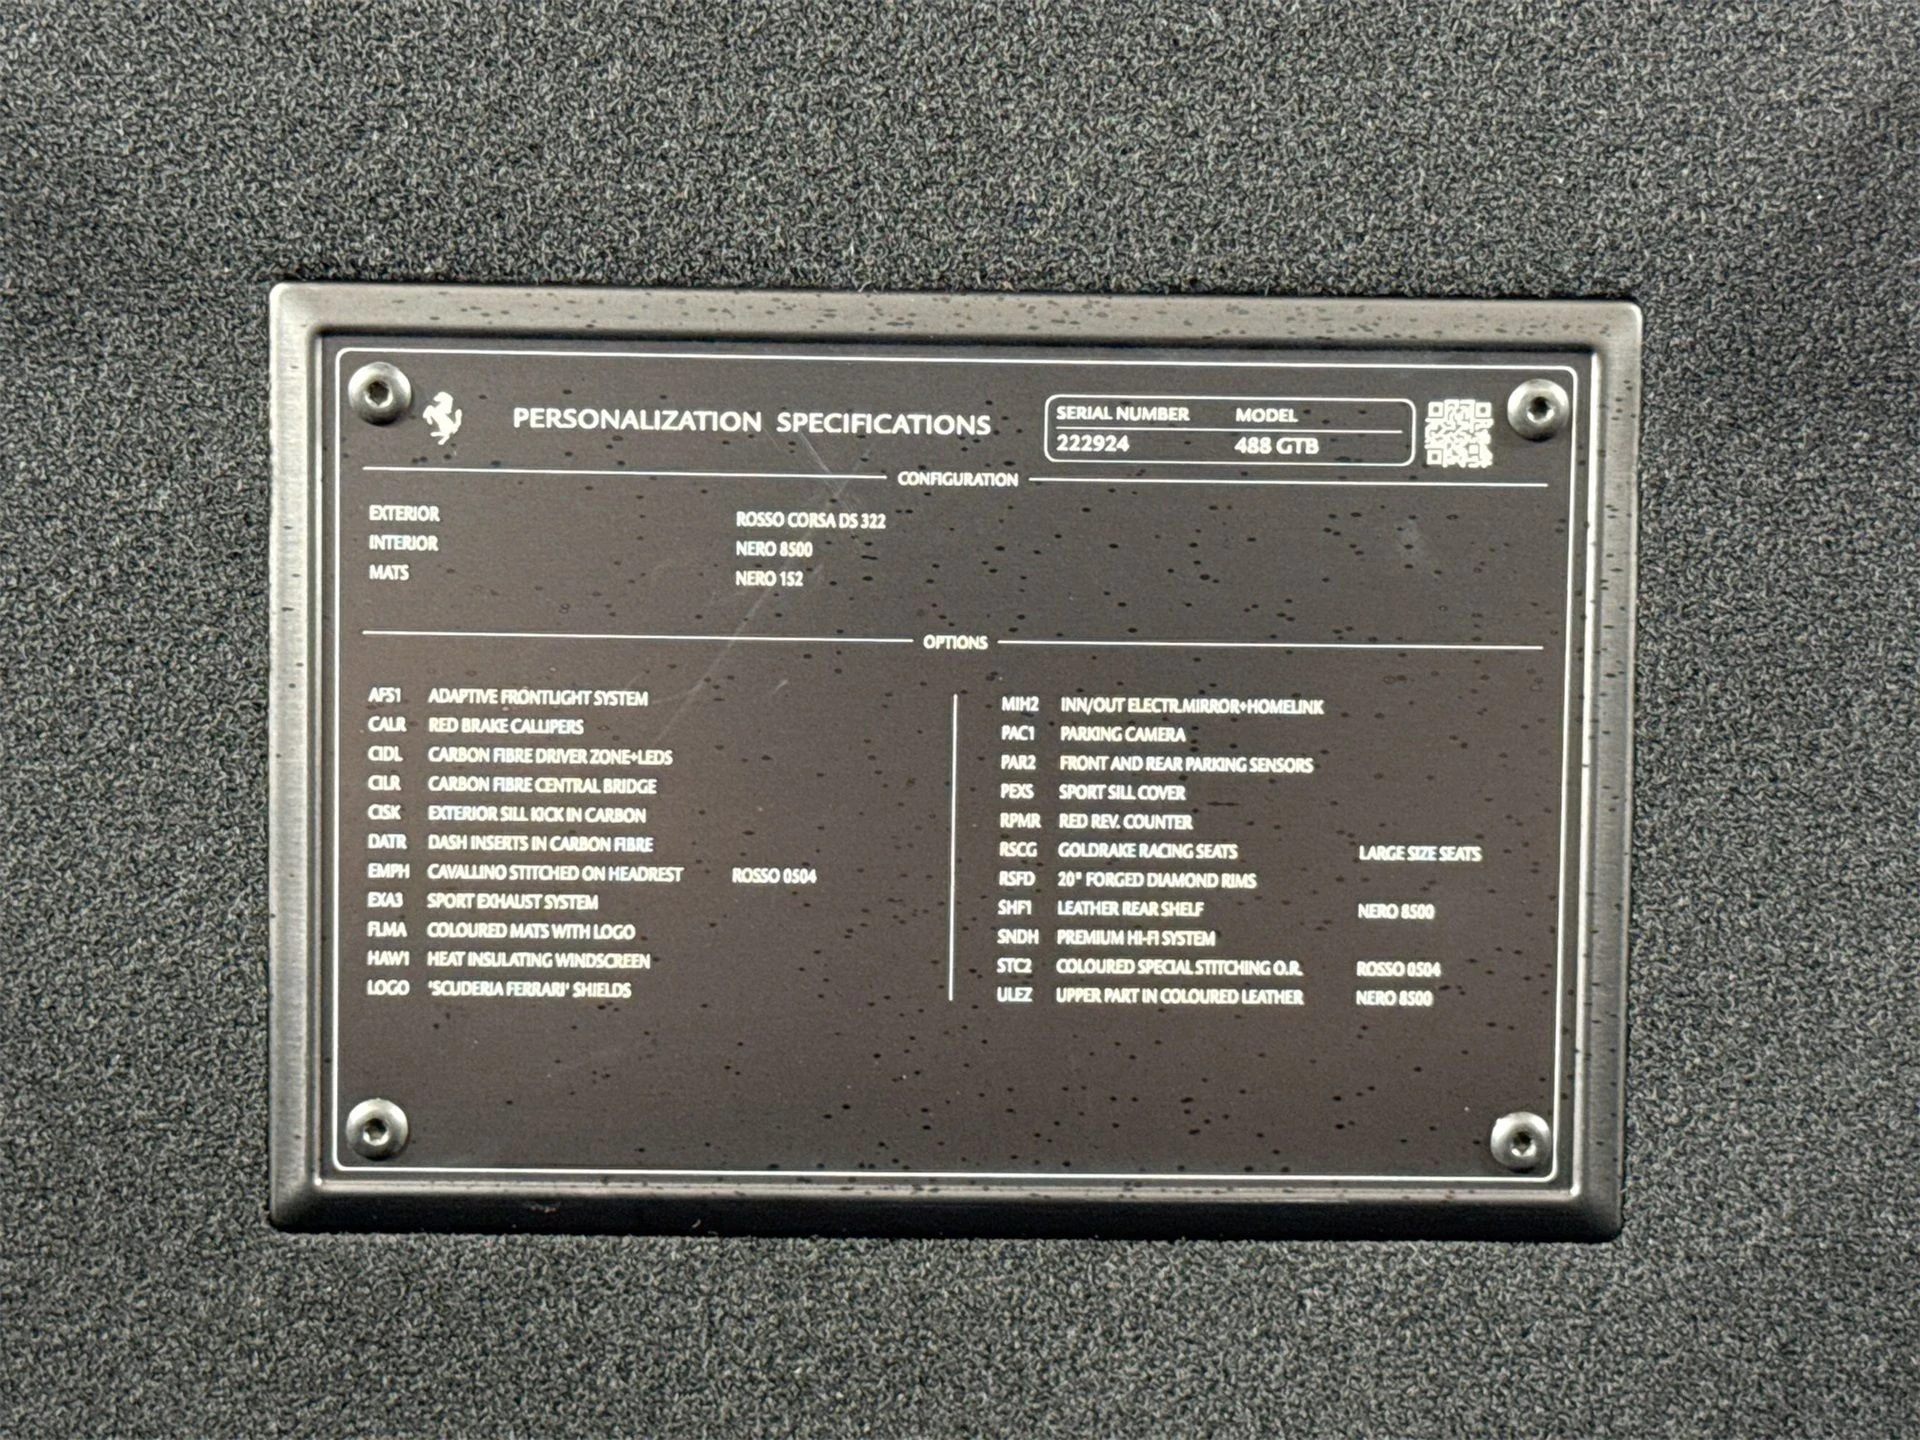 PERSONALIZATION SPECIFICATIONS
SERIAL NUMBER MODEL
222924 488 GTB
CONFIGURATION
EXTERIOR ROSSO CORSA DS 322
INTERIOR NERO 8500
MATS NERO 152
OPTIONS
AFS1 ADAPTIVE FRONTLIGHT SYSTEM
CALR RED BRAKE CALLIPERS
CIDL CARBON FIBRE DRIVER ZONE+LEDS
CILR CARBON FIBRE CENTRAL BRIDGE
CISK EXTERIOR SILL KICK IN CARBON
DATR DASH INSERTS IN CARBON FIBRE
EMPH CAVALLINO STITCHED ON HEADREST ROSSO 0504
EXA3 SPORT EXHAUST SYSTEM
FLMA COLOURED MATS WITH LOGO
HAW1 HEAT INSULATING WINDSCREEN
LOGO 'SCUDERIA FERRARI' SHIELDS
MIH2 INN/OUT ELECTR.MIRROR+HOMELINK
PAC1 PARKING CAMERA
PAR2 FRONT AND REAR PARKING SENSORS
PEXS SPORT SILL COVER
RPMR RED REV. COUNTER
RSCG GOLDRAKE RACING SEATS LARGE SIZE SEATS
RSFD 20" FORGED DIAMOND RIMS
SHF1 LEATHER REAR SHELF NERO 8500
SNDH PREMIUM HI-FI SYSTEM
STC2 COLOURED SPECIAL STITCHING O.R. ROSSO 0504
ULEZ UPPER PART IN COLOURED LEATHER NERO 8500